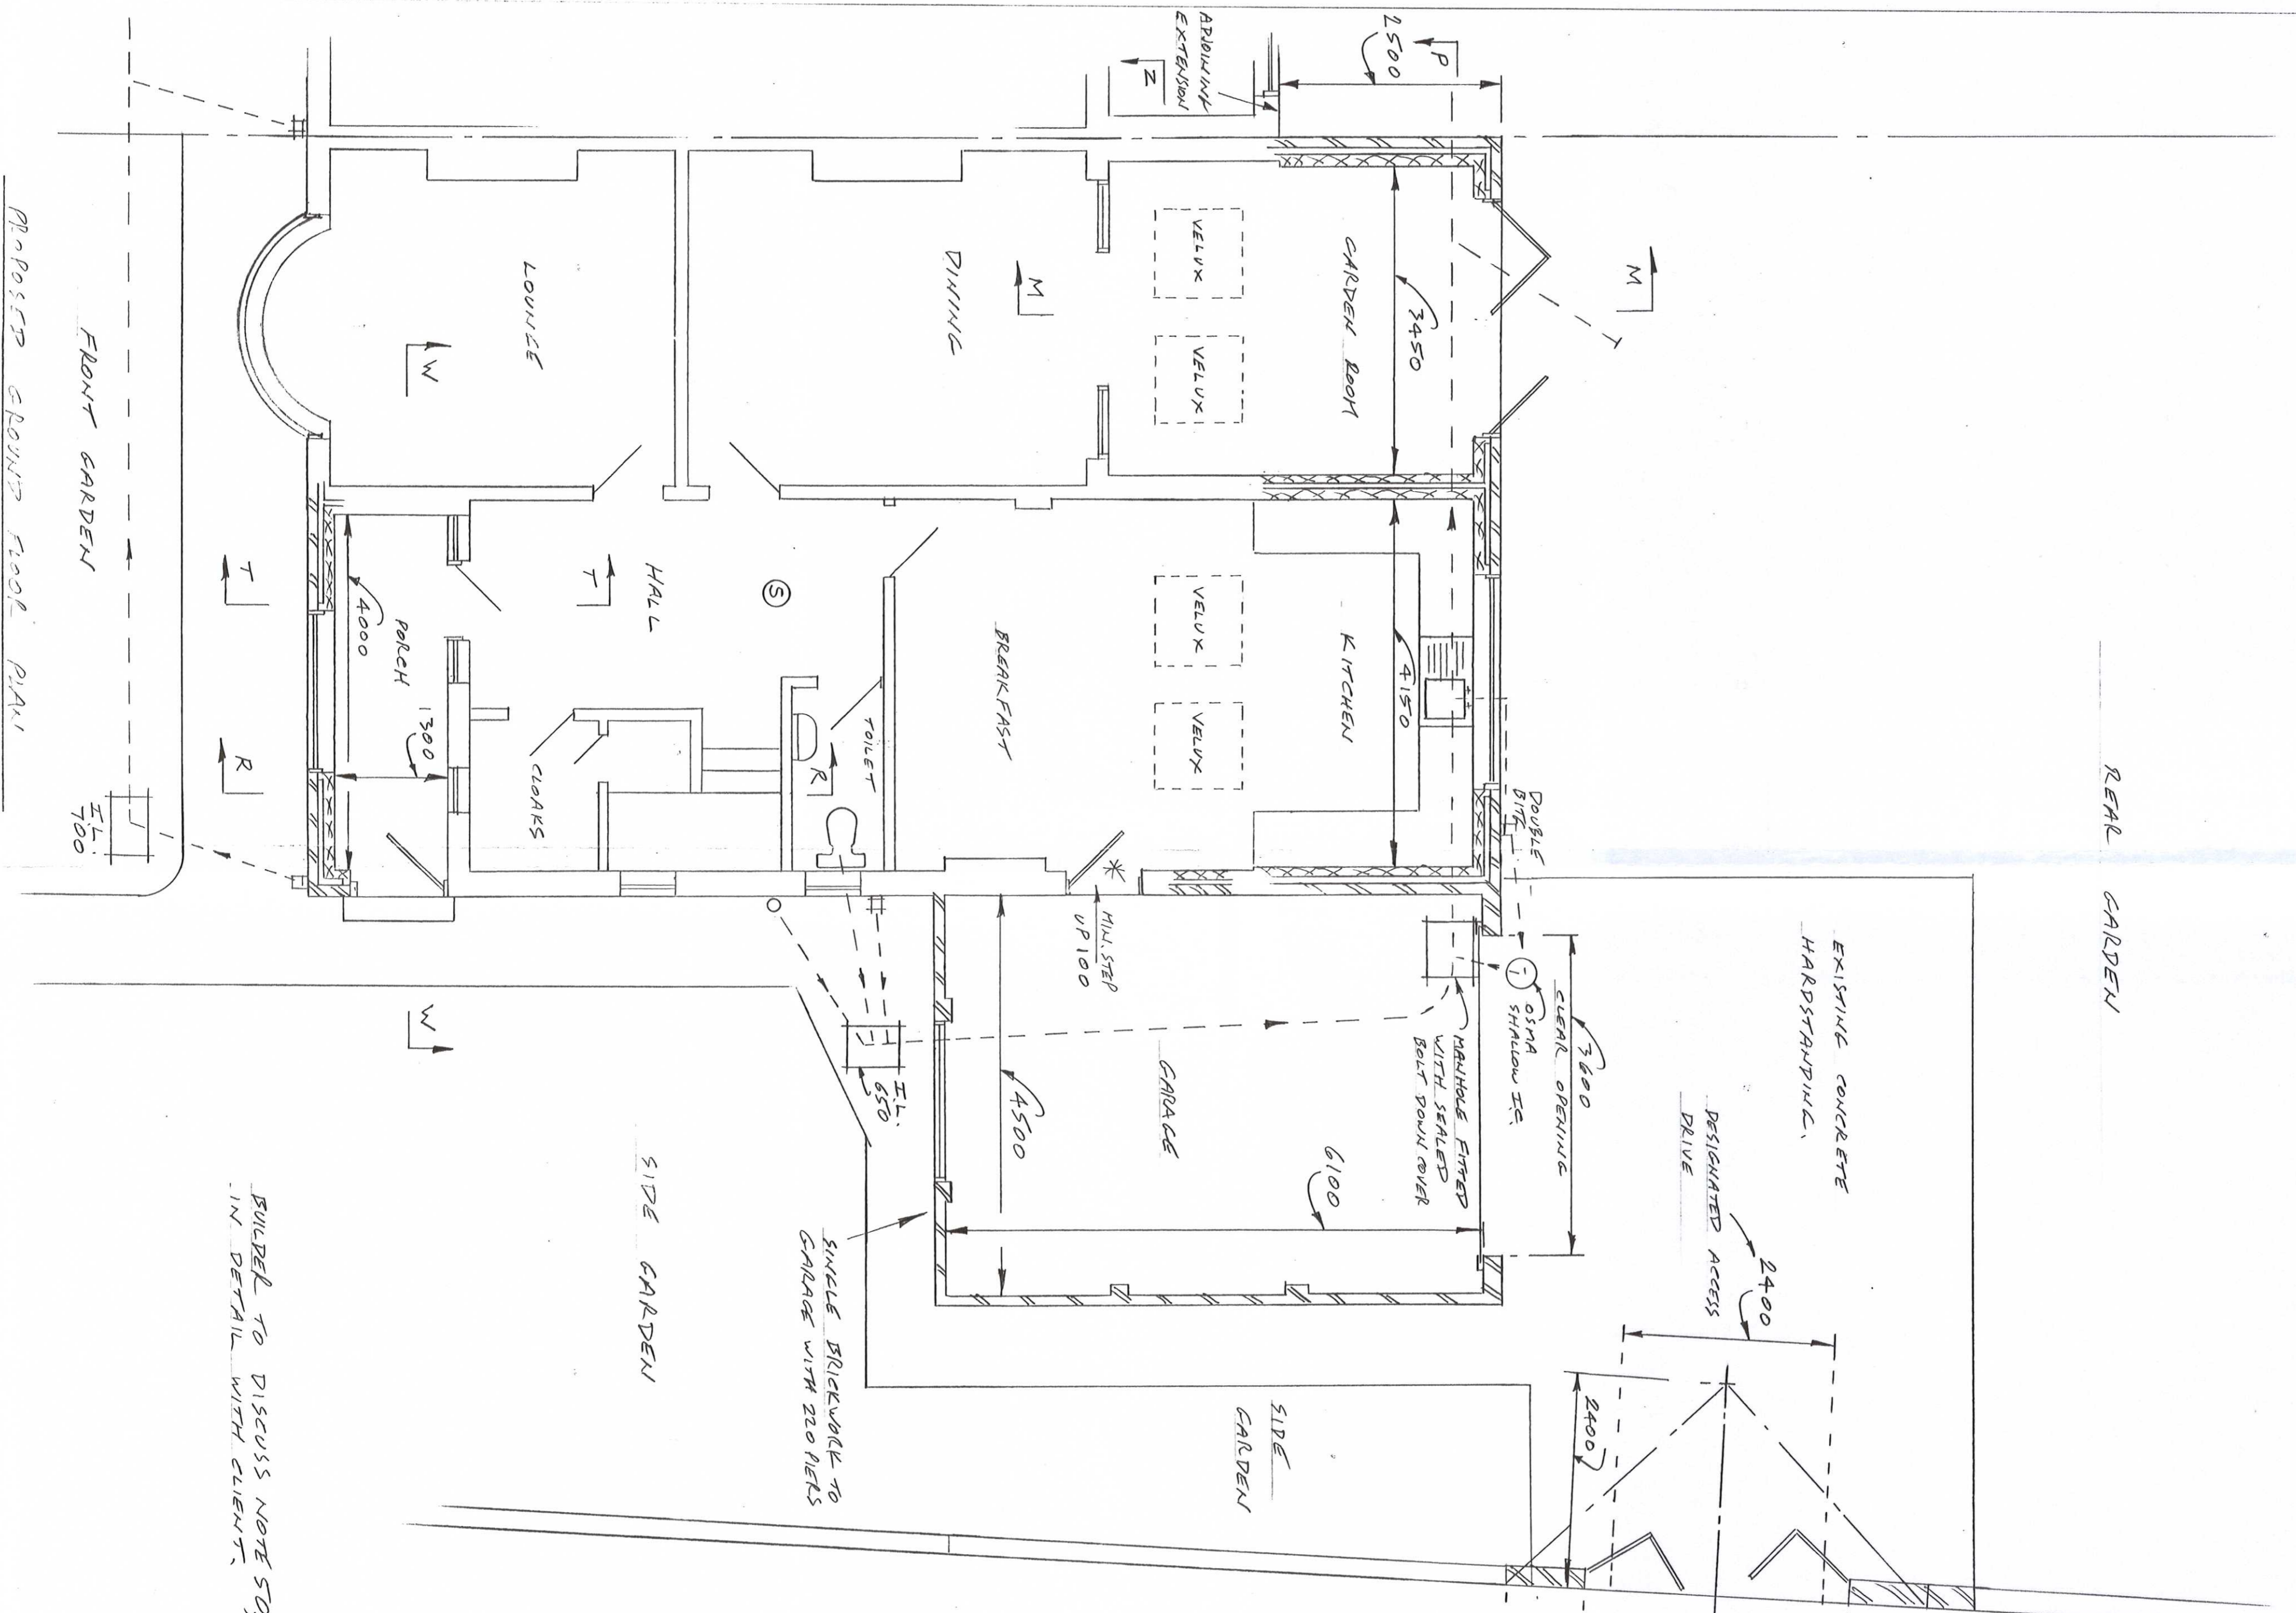 REAR GARDEN
EXISTING CONCRETE
HARDSTANDING.
DESIGNATED ACCESS
DRIVE
2400
2400
3600
CLEAR OPENING
OSMA
SHALLOW I.C.
MANHOLE FITTED
WITH SEALED
BOLT DOWN COVER
DOUBLE
BITE
M
P
2500
ADJOINING
EXTENSION
Z
3450
GARDEN ROOM
VELUX
VELUX
4150
KITCHEN
VELUX
VELUX
6100
GARAGE
MIN. STEP
UP 100
4500
M
DINING
BREAKFAST
I.L.
650
SINGLE BRICKWORK TO
GARAGE WITH 220 PIERS
SIDE
GARDEN
TOILET
R
S
HALL
T
CLOAKS
LOUNGE
W
W
SIDE GARDEN
PORCH
1300
4000
T
R
BUILDER TO DISCUSS NOTE 50
IN DETAIL WITH CLIENT.
I.L.
700
FRONT GARDEN
PROPOSED GROUND FLOOR PLAN